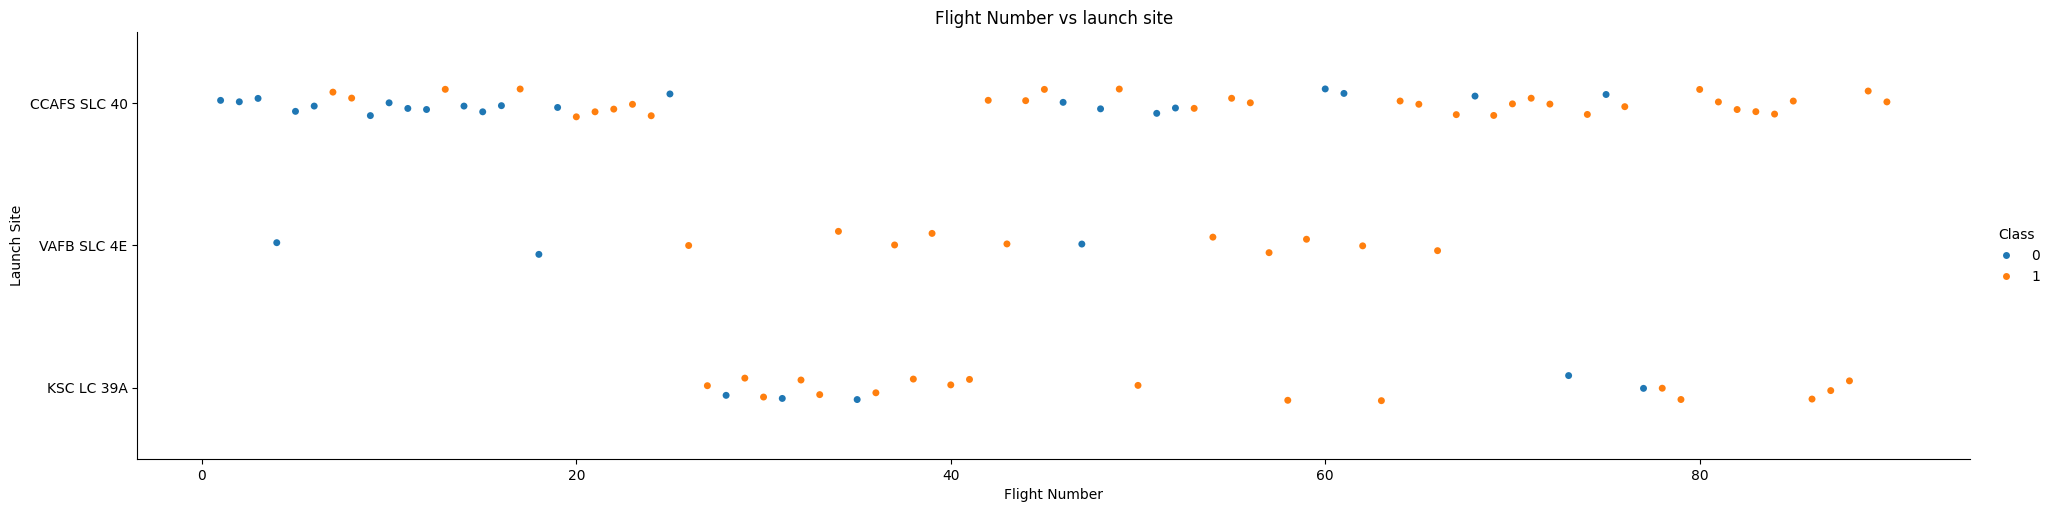 Flight Number vs launch site
Launch Site
CCAFS SLC 40
VAFB SLC 4E
KSC LC 39A
0
20
40
60
80
Flight Number
Class
0
1